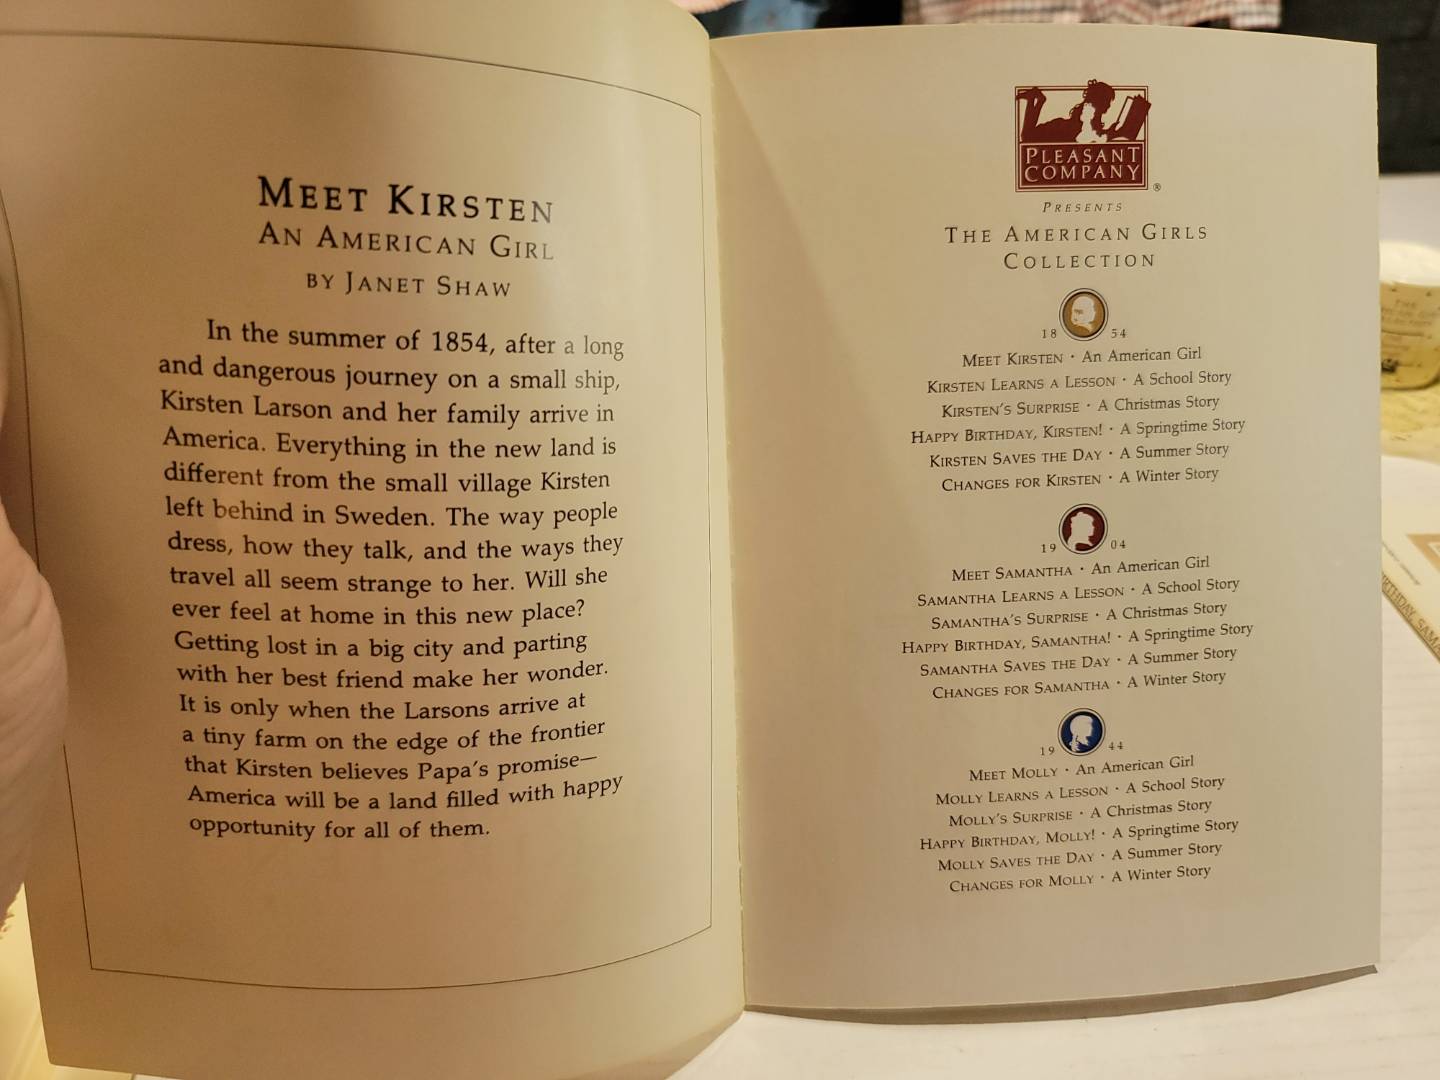 MEET KIRSTEN
AN AMERICAN GIRL
BY JANET SHAW
In the summer of 1854, after a long
and dangerous journey on a small ship,
Kirsten Larson and her family arrive in
America. Everything in the new land is
different from the small village Kirsten
left behind in Sweden. The way people
dress, how they talk, and the ways they
travel all seem strange to her. Will she
ever feel at home in this new place?
Getting lost in a big city and parting
with her best friend make her wonder.
It is only when the Larsons arrive at
a tiny farm on the edge of the frontier
that Kirsten believes Papa's promise—
America will be a land filled with happy
opportunity for all of them.
PLEASANT
COMPANY®
PRESENTS
THE AMERICAN GIRLS
COLLECTION
18 54
MEET KIRSTEN · An American Girl
KIRSTEN LEARNS A LESSON · A School Story
KIRSTEN'S SURPRISE · A Christmas Story
HAPPY BIRTHDAY, KIRSTEN! · A Springtime Story
KIRSTEN SAVES THE DAY · A Summer Story
CHANGES FOR KIRSTEN · A Winter Story
19 04
MEET SAMANTHA · An American Girl
SAMANTHA LEARNS A LESSON · A School Story
SAMANTHA'S SURPRISE · A Christmas Story
HAPPY BIRTHDAY, SAMANTHA! · A Springtime Story
SAMANTHA SAVES THE DAY · A Summer Story
CHANGES FOR SAMANTHA · A Winter Story
19 44
MEET MOLLY · An American Girl
MOLLY LEARNS A LESSON · A School Story
MOLLY'S SURPRISE · A Christmas Story
HAPPY BIRTHDAY, MOLLY! · A Springtime Story
MOLLY SAVES THE DAY · A Summer Story
CHANGES FOR MOLLY · A Winter Story